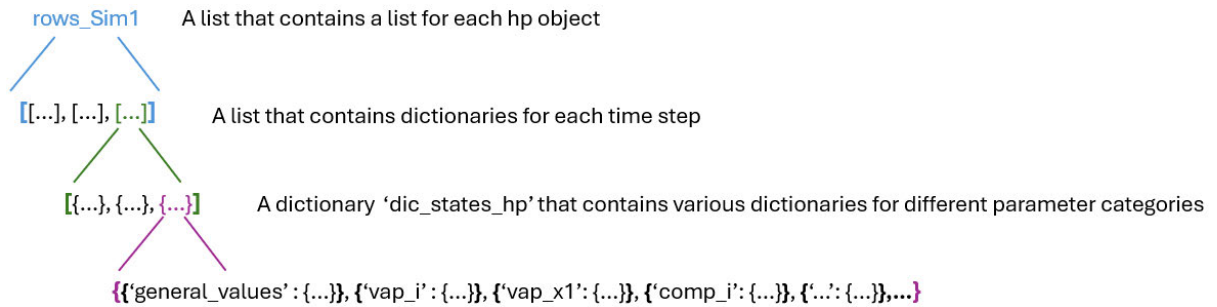 rows_Sim1 A list that contains a list for each hp object
[[...], [...], [...]] A list that contains dictionaries for each time step
[{...}, {...}, {...}] A dictionary ‘dic_states_hp’ that contains various dictionaries for different parameter categories
{{‘general_values’ : {...}}, {‘vap_i’ : {...}}, {‘vap_x1’: {...}}, {‘comp_i’: {...}}, {‘...’: {...}},...}